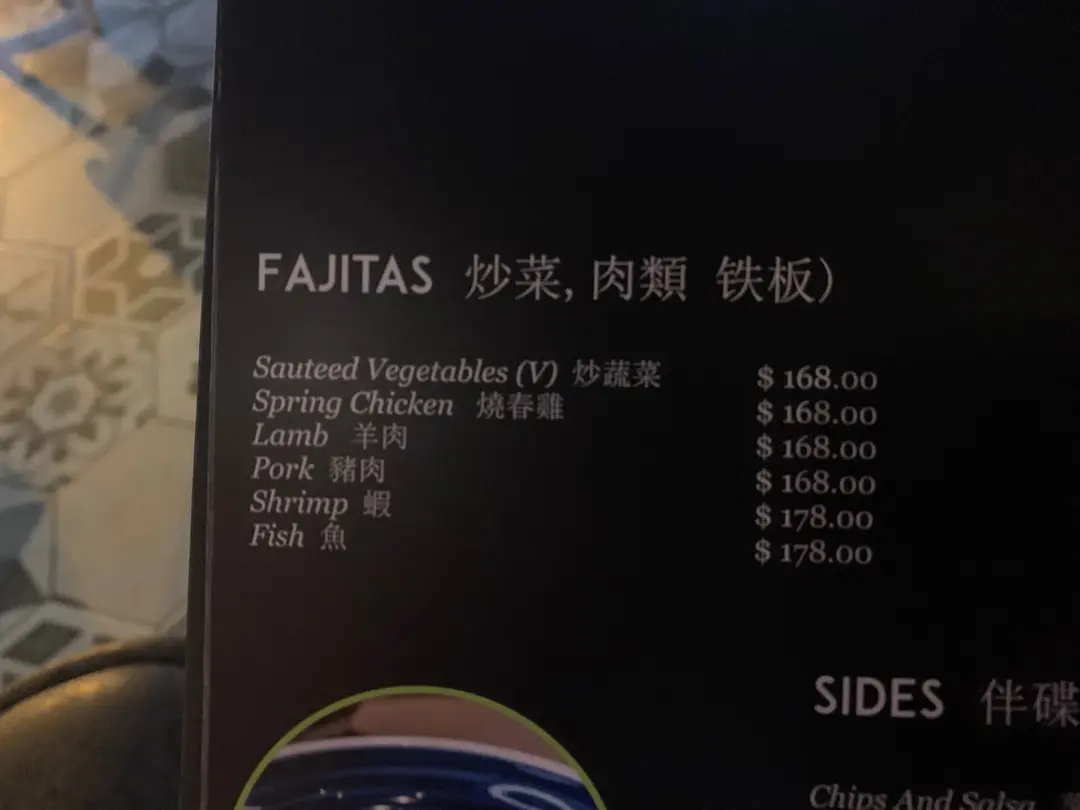 FAJITAS 炒菜, 肉類 铁板)
Sauteed Vegetables (V) 炒蔬菜 $ 168.00
Spring Chicken 燒春雞 $ 168.00
Lamb 羊肉 $ 168.00
Pork 豬肉 $ 168.00
Shrimp 蝦 $ 178.00
Fish 魚 $ 178.00
SIDES 伴碟
Chips And Salsa